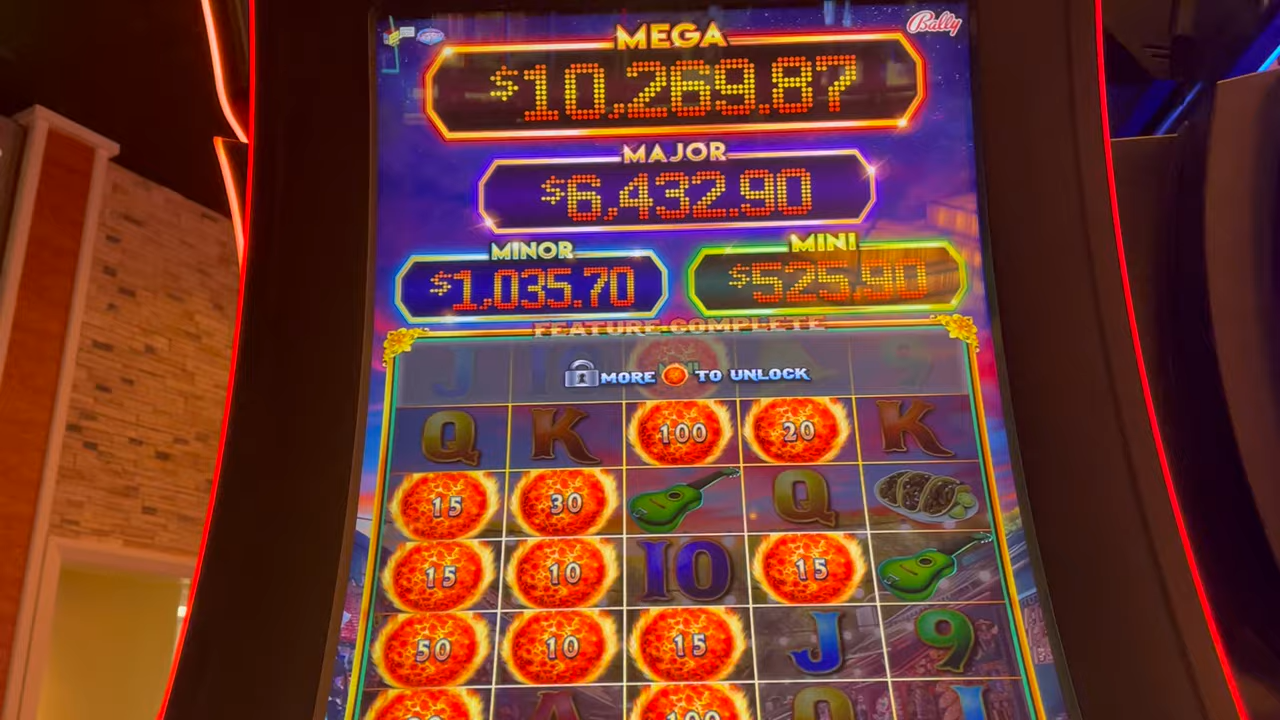 Bally
MEGA
$10,269.87
MAJOR
$6,432.90
MINOR
$1,035.70
MINI
$525.90
FEATURE COMPLETE
MORE TO UNLOCK
Q K 100 20 K
15 30 Q
15 10 10 15
50 10 15 J 9
100